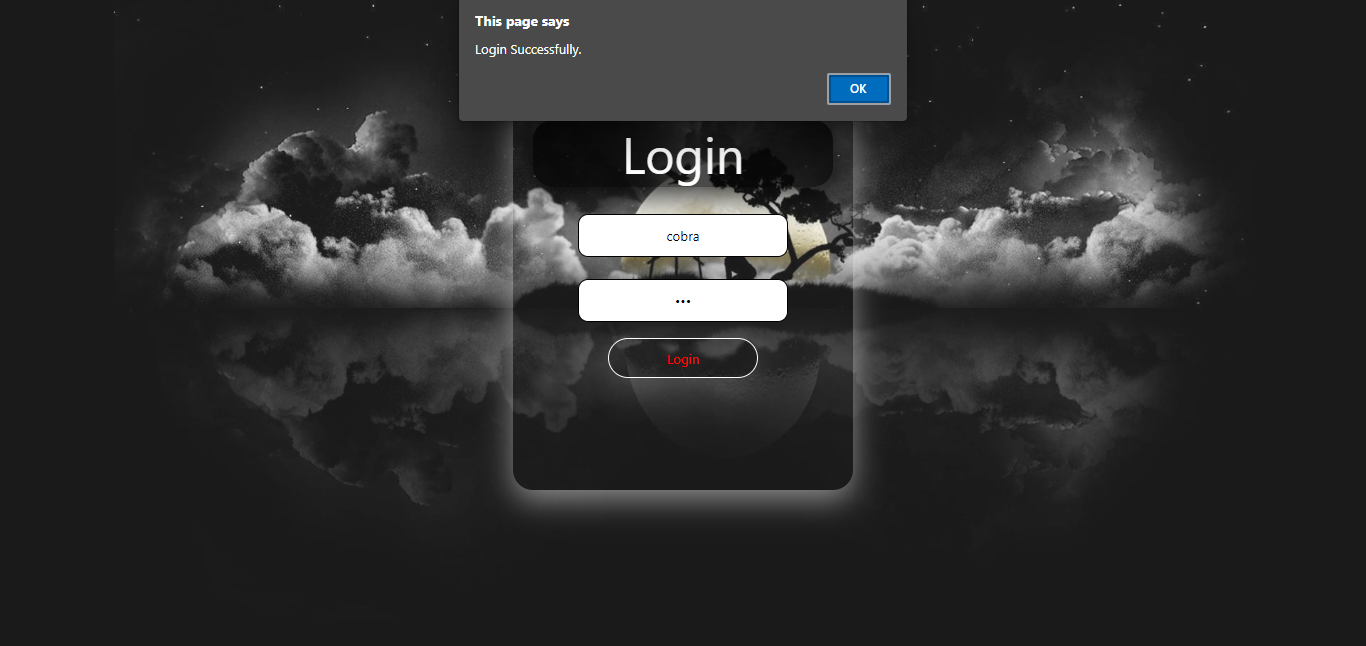 This page says
Login Successfully.
OK
Login
cobra
•••
Login